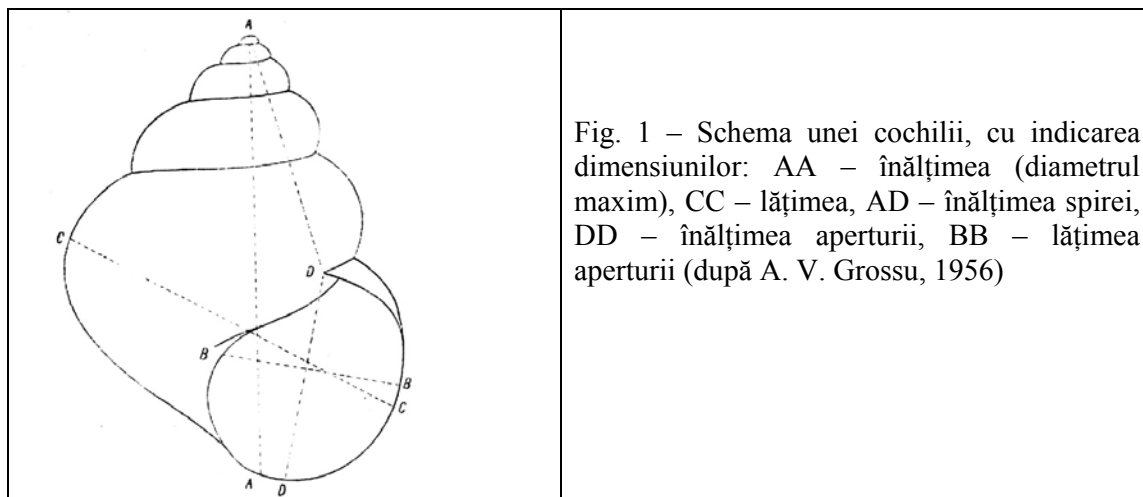 A
C
D
B
B
C
A
D
Fig. 1 – Schema unei cochilii, cu indicarea
dimensiunilor: AA – înălțimea (diametrul
maxim), CC – lățimea, AD – înălțimea spirei,
DD – înălțimea aperturii, BB – lățimea
aperturii (după A. V. Grossu, 1956)